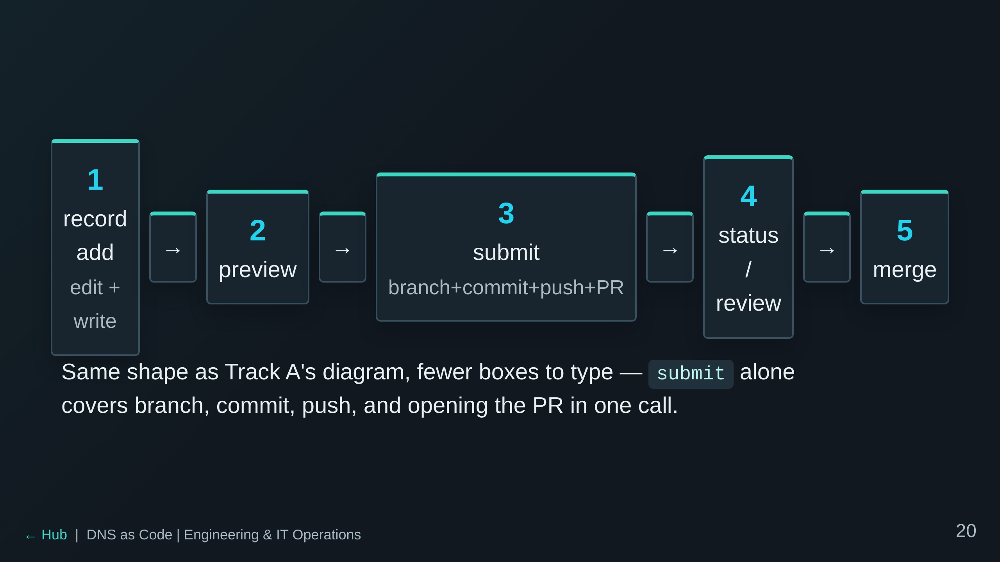 1
record
add
edit +
write
→
2
preview
→
3
submit
branch+commit+push+PR
→
4
status
/
review
→
5
merge
Same shape as Track A's diagram, fewer boxes to type — submit alone
covers branch, commit, push, and opening the PR in one call.
← Hub | DNS as Code | Engineering & IT Operations
20